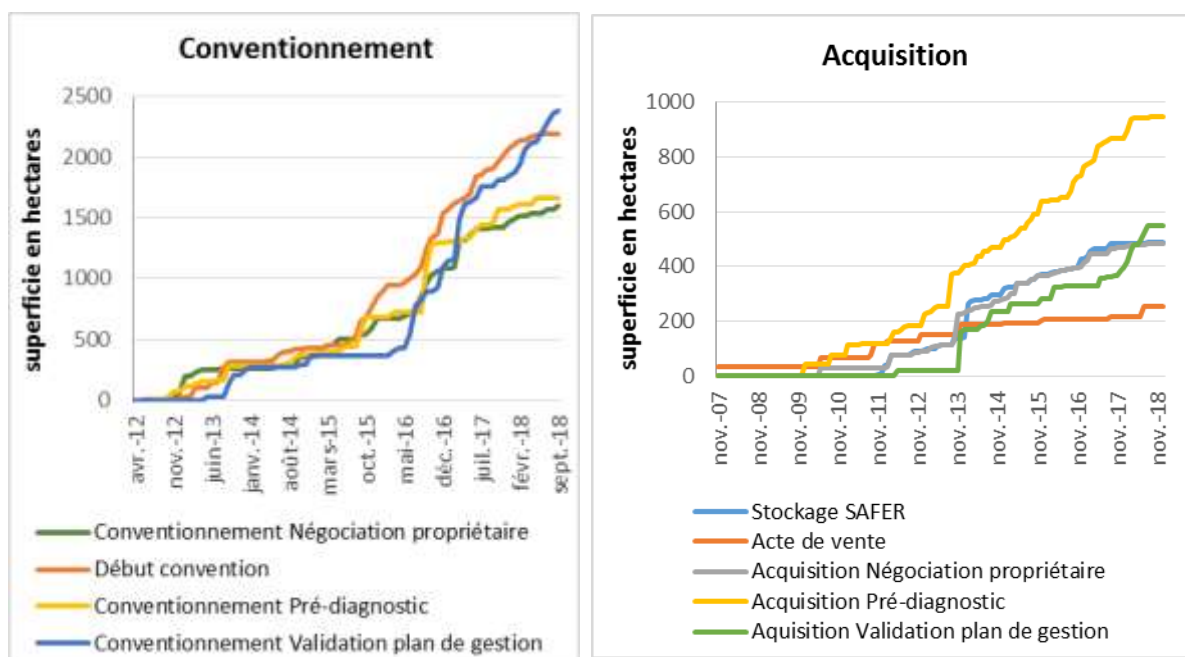 Conventionnement
superficie en hectares
2500
2000
1500
1000
500
0
avr.-12
nov.-12
juin-13
janv.-14
août-14
mars-15
oct.-15
mai-16
déc.-16
juil.-17
févr.-18
sept.-18
Conventionnement Négociation propriétaire
Début convention
Conventionnement Pré-diagnostic
Conventionnement Validation plan de gestion
Acquisition
superficie en hectares
1000
800
600
400
200
0
nov.-07
nov.-08
nov.-09
nov.-10
nov.-11
nov.-12
nov.-13
nov.-14
nov.-15
nov.-16
nov.-17
nov.-18
Stockage SAFER
Acte de vente
Acquisition Négociation propriétaire
Acquisition Pré-diagnostic
Aquisition Validation plan de gestion